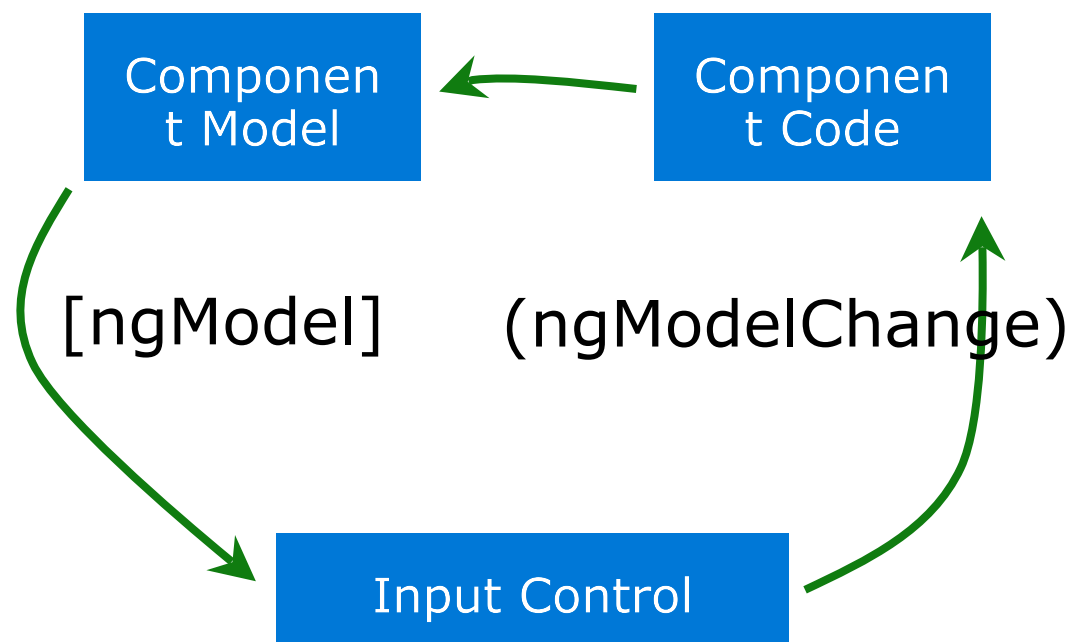 Componen
t Model
Componen
t Code
[ngModel]
(ngModelChange)
Input Control